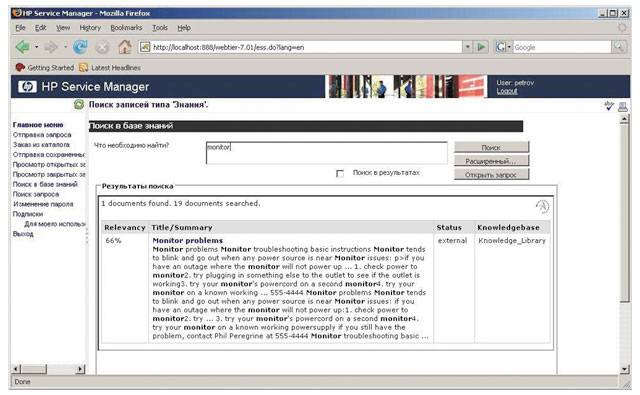 HP Service Manager - Mozilla Firefox
File Edit View History Bookmarks Tools Help
http://localhost:888/webtier-7.01/ess.do?lang=en
Google
Getting Started Latest Headlines
HP Service Manager
User: petrov
Logout
Поиск записей типа 'Знания'.
Главное меню
Отправка запроса
Заказ из каталога
Отправка сохраненны
Просмотр открытых за
Просмотр закрытых за
Поиск в базе знаний
Поиск запроса
Изменение пароля
Подписки
Для моего использ
Выход
Поиск в базе знаний
Что необходимо найти?
monitor
Поиск
Расширенный...
Поиск в результатах
Открыть запрос
Результаты поиска
1 documents found. 19 documents searched.
Relevancy Title/Summary Status Knowledgebase
66% Monitor problems external Knowledge_Library
Monitor problems Monitor troubleshooting basic instructions Monitor tends
to blink and go out when any power source is near Monitor issues: p>if you
have an outage where the monitor will not power up ... 1. check power to
monitor2. try plugging in something else to the outlet to see if the outlet is
working3. try your monitor's powercord on a second monitor4. try your
monitor on a known working ... 555-4444 Monitor problems Monitor tends
to blink and go out when any power source is near Monitor issues: if you
have an outage where the monitor will not power up:1. check power to
monitor2. try ... 3. try your monitor's powercord on a second monitor4.
try your monitor on a known working powersupply if you still have the
problem, contact Phil Peregrine at 555-4444 Monitor troubleshooting basic ...
Done